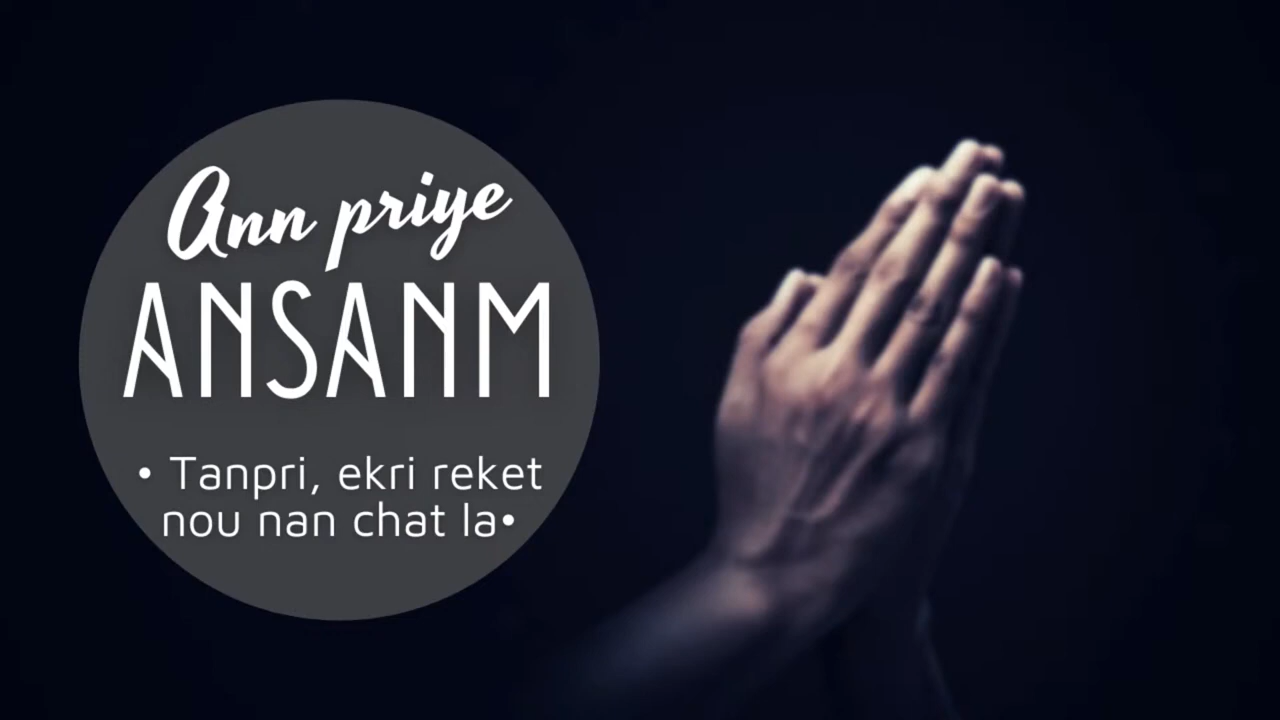 Ann priye
ANSANM
• Tanpri, ekri reket
nou nan chat la•